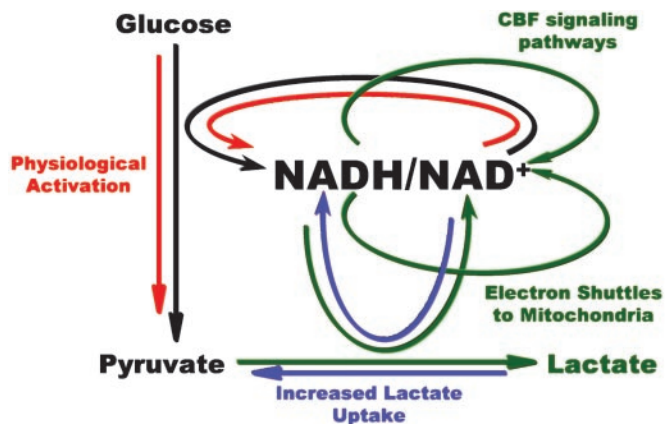 Glucose
CBF signaling
pathways
Physiological
Activation
NADH/NAD+
Electron Shuttles
to Mitochondria
Pyruvate
Lactate
Increased Lactate
Uptake